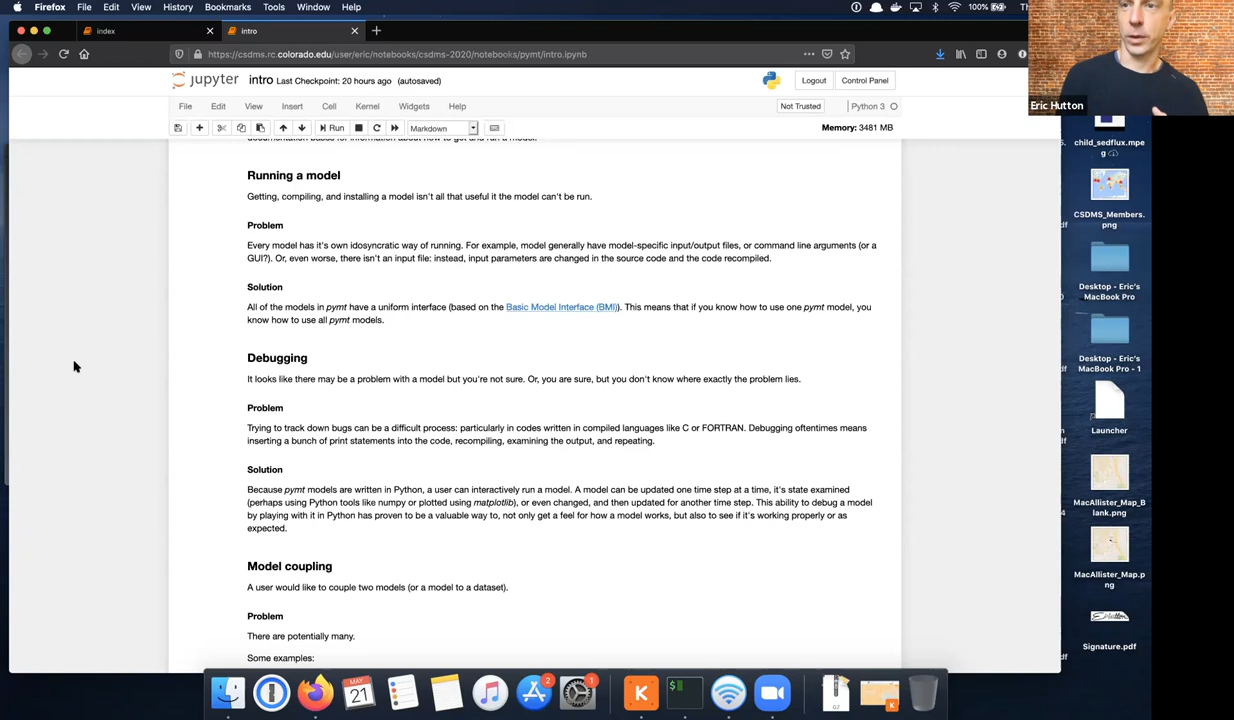 Firefox File Edit View History Bookmarks Tools Window Help 100%
index
intro
https://csdms.rc.colorado.edu/user/eric/notebooks/csdms-2020/notebooks/pymt/intro.ipynb
jupyter intro Last Checkpoint: 20 hours ago (autosaved)
Logout Control Panel
File Edit View Insert Cell Kernel Widgets Help
Not Trusted Python 3
Run Markdown Memory: 3481 MB
Running a model
Getting, compiling, and installing a model isn't all that useful it the model can't be run.
Problem
Every model has it's own idosyncratic way of running. For example, model generally have model-specific input/output files, or command line arguments (or a
GUI?). Or, even worse, there isn't an input file: instead, input parameters are changed in the source code and the code recompiled.
Solution
All of the models in pymt have a uniform interface (based on the Basic Model Interface (BMI)). This means that if you know how to use one pymt model, you
know how to use all pymt models.
Debugging
It looks like there may be a problem with a model but you're not sure. Or, you are sure, but you don't know where exactly the problem lies.
Problem
Trying to track down bugs can be a difficult process: particularly in codes written in compiled languages like C or FORTRAN. Debugging oftentimes means
inserting a bunch of print statements into the code, recompiling, examining the output, and repeating.
Solution
Because pymt models are written in Python, a user can interactively run a model. A model can be updated one time step at a time, it's state examined
(perhaps using Python tools like numpy or plotted using matplotlib), or even changed, and then updated for another time step. This ability to debug a model
by playing with it in Python has proven to be a valuable way to, not only get a feel for how a model works, but also to see if it's working properly or as
expected.
Model coupling
A user would like to couple two models (or a model to a dataset).
Problem
There are potentially many.
Some examples:
Eric Hutton
child_sedflux.mpe
g
CSDMS_Members.
png
Desktop - Eric's
MacBook Pro
Desktop - Eric's
MacBook Pro - 1
Launcher
MacAllister_Map_B
lank.png
MacAllister_Map.p
ng
Signature.pdf
MAY
21
2
1